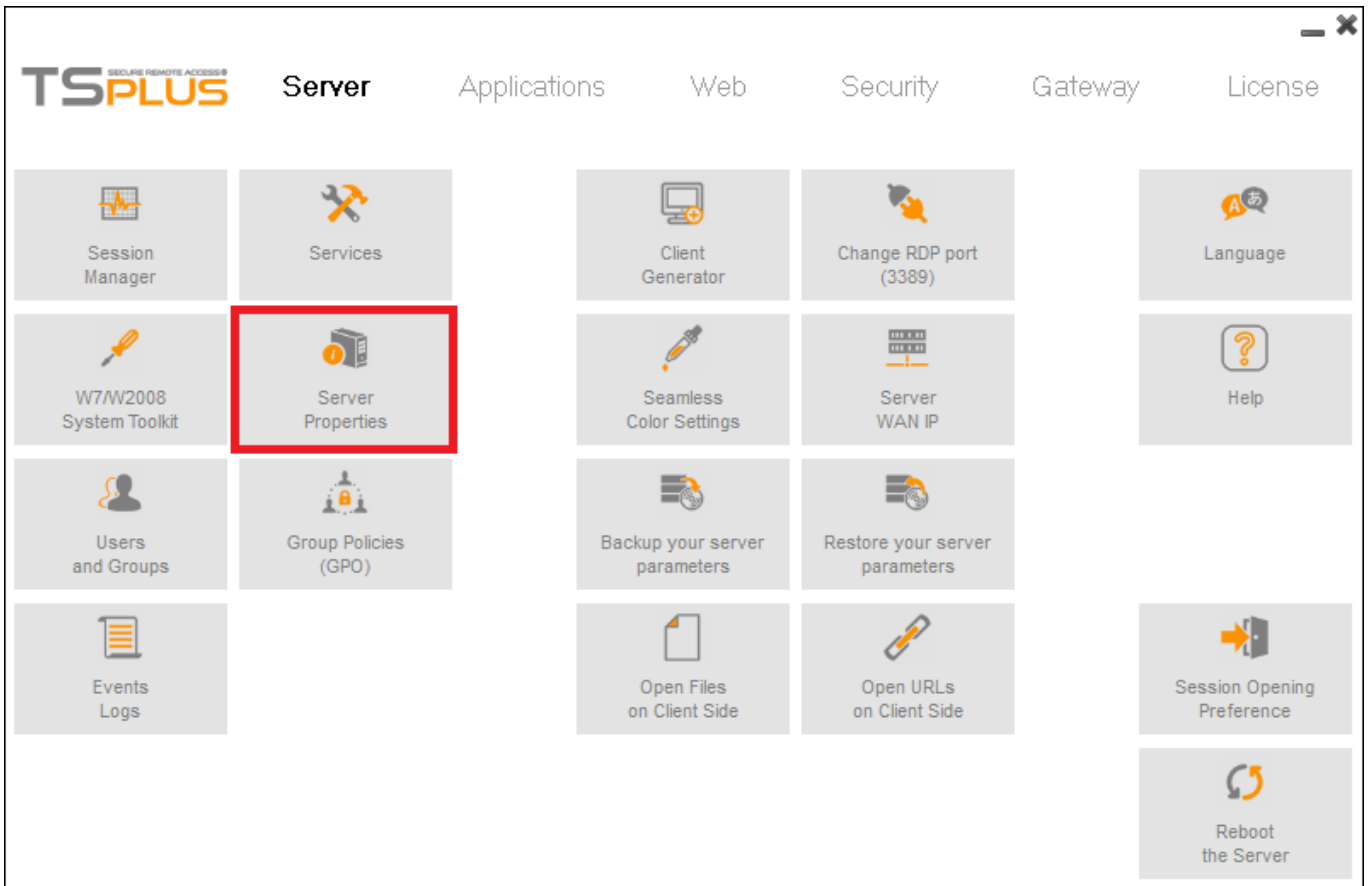 SECURE REMOTE ACCESS®
TSPLUS
Server
Applications
Web
Security
Gateway
License
Session
Manager
Services
Client
Generator
Change RDP port
(3389)
Language
W7/W2008
System Toolkit
Server
Properties
Seamless
Color Settings
Server
WAN IP
Help
Users
and Groups
Group Policies
(GPO)
Backup your server
parameters
Restore your server
parameters
Events
Logs
Open Files
on Client Side
Open URLs
on Client Side
Session Opening
Preference
Reboot
the Server